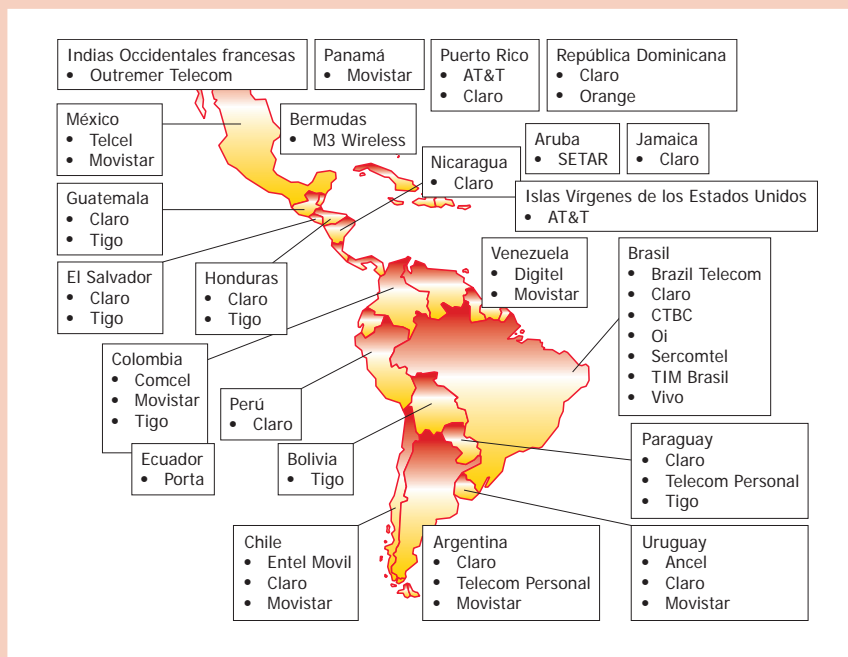 Indias Occidentales francesas
• Outremer Telecom
Panamá
• Movistar
Puerto Rico
• AT&T
• Claro
República Dominicana
• Claro
• Orange
México
• Telcel
• Movistar
Bermudas
• M3 Wireless
Nicaragua
• Claro
Aruba
• SETAR
Jamaica
• Claro
Guatemala
• Claro
• Tigo
Islas Vírgenes de los Estados Unidos
• AT&T
El Salvador
• Claro
• Tigo
Honduras
• Claro
• Tigo
Venezuela
• Digitel
• Movistar
Brasil
• Brazil Telecom
• Claro
• CTBC
• Oi
• Sercomtel
• TIM Brasil
• Vivo
Colombia
• Comcel
• Movistar
• Tigo
Perú
• Claro
Ecuador
• Porta
Bolivia
• Tigo
Paraguay
• Claro
• Telecom Personal
• Tigo
Chile
• Entel Movil
• Claro
• Movistar
Argentina
• Claro
• Telecom Personal
• Movistar
Uruguay
• Ancel
• Claro
• Movistar